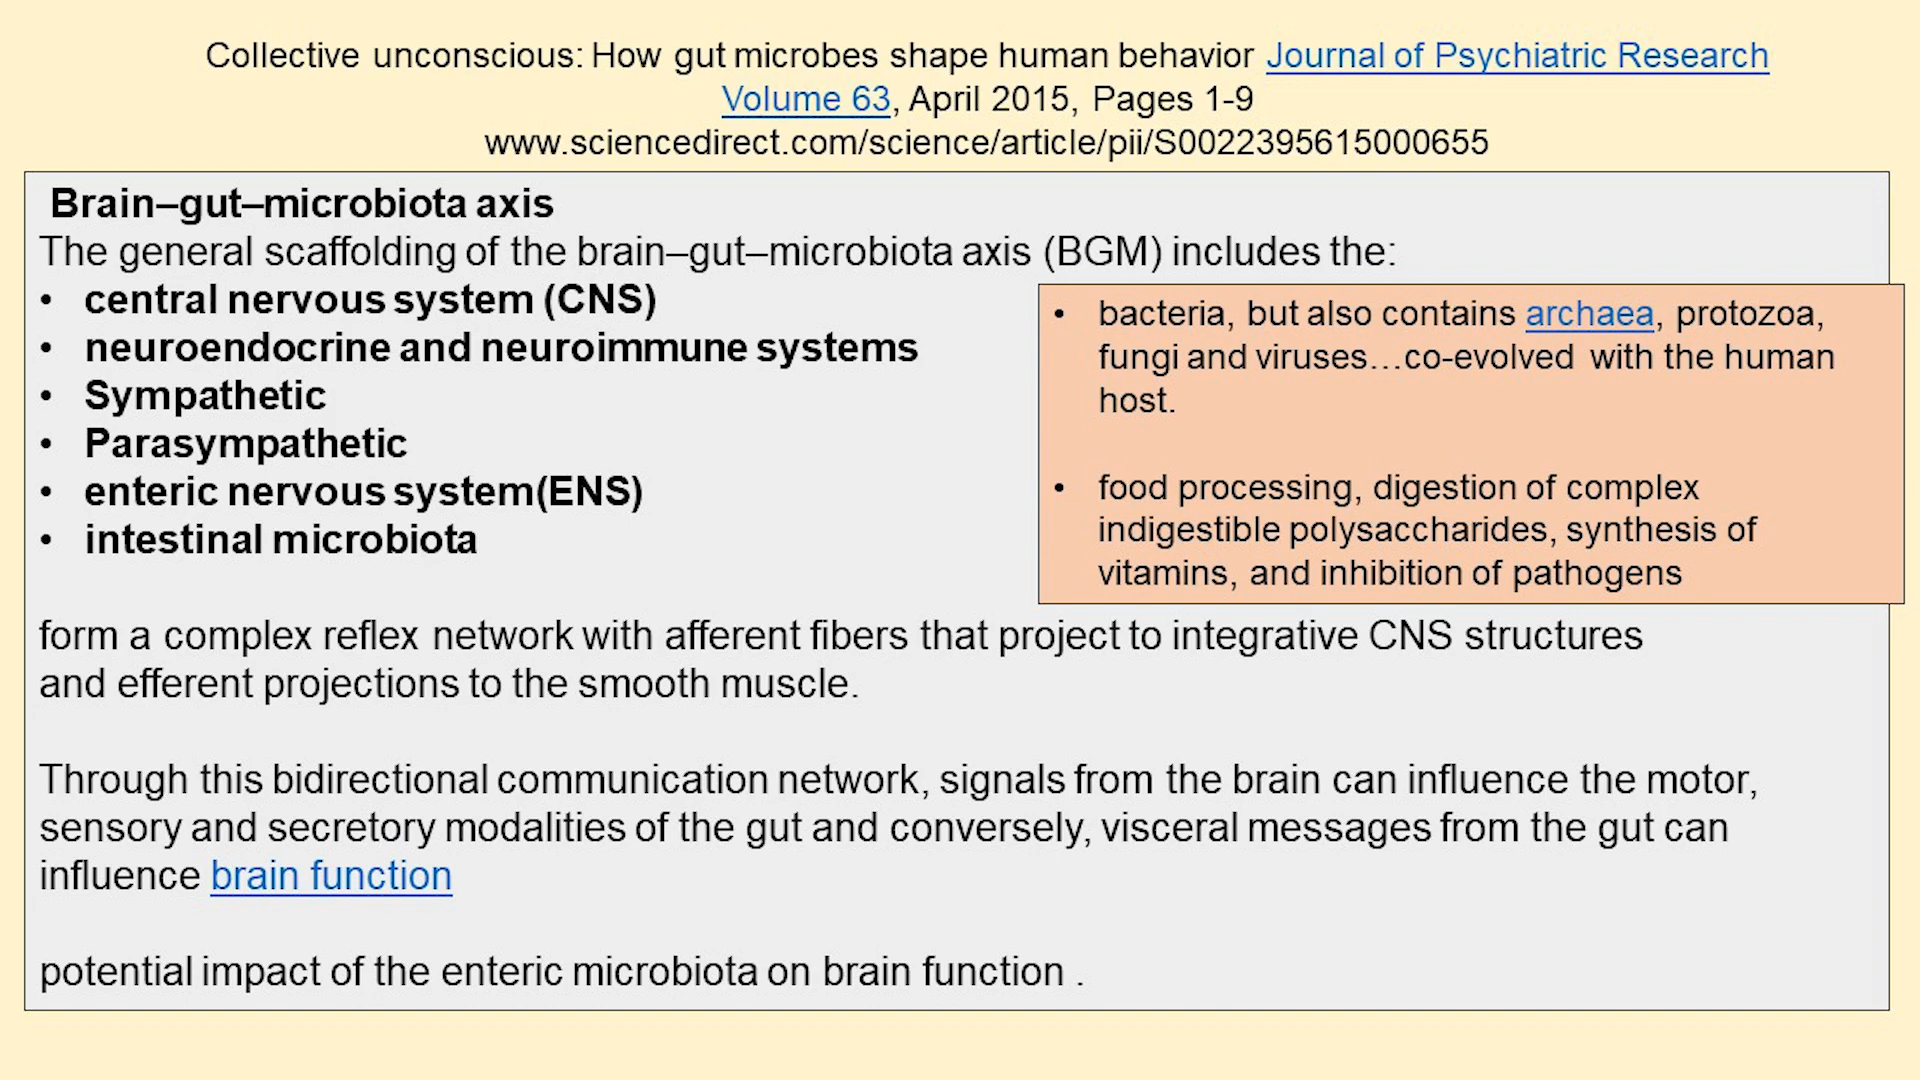 Collective unconscious: How gut microbes shape human behavior Journal of Psychiatric Research
Volume 63, April 2015, Pages 1-9
www.sciencedirect.com/science/article/pii/S0022395615000655
Brain–gut–microbiota axis
The general scaffolding of the brain–gut–microbiota axis (BGM) includes the:
• central nervous system (CNS)
• neuroendocrine and neuroimmune systems
• Sympathetic
• Parasympathetic
• enteric nervous system(ENS)
• intestinal microbiota
• bacteria, but also contains archaea, protozoa,
fungi and viruses…co-evolved with the human
host.
• food processing, digestion of complex
indigestible polysaccharides, synthesis of
vitamins, and inhibition of pathogens
form a complex reflex network with afferent fibers that project to integrative CNS structures
and efferent projections to the smooth muscle.
Through this bidirectional communication network, signals from the brain can influence the motor,
sensory and secretory modalities of the gut and conversely, visceral messages from the gut can
influence brain function
potential impact of the enteric microbiota on brain function .